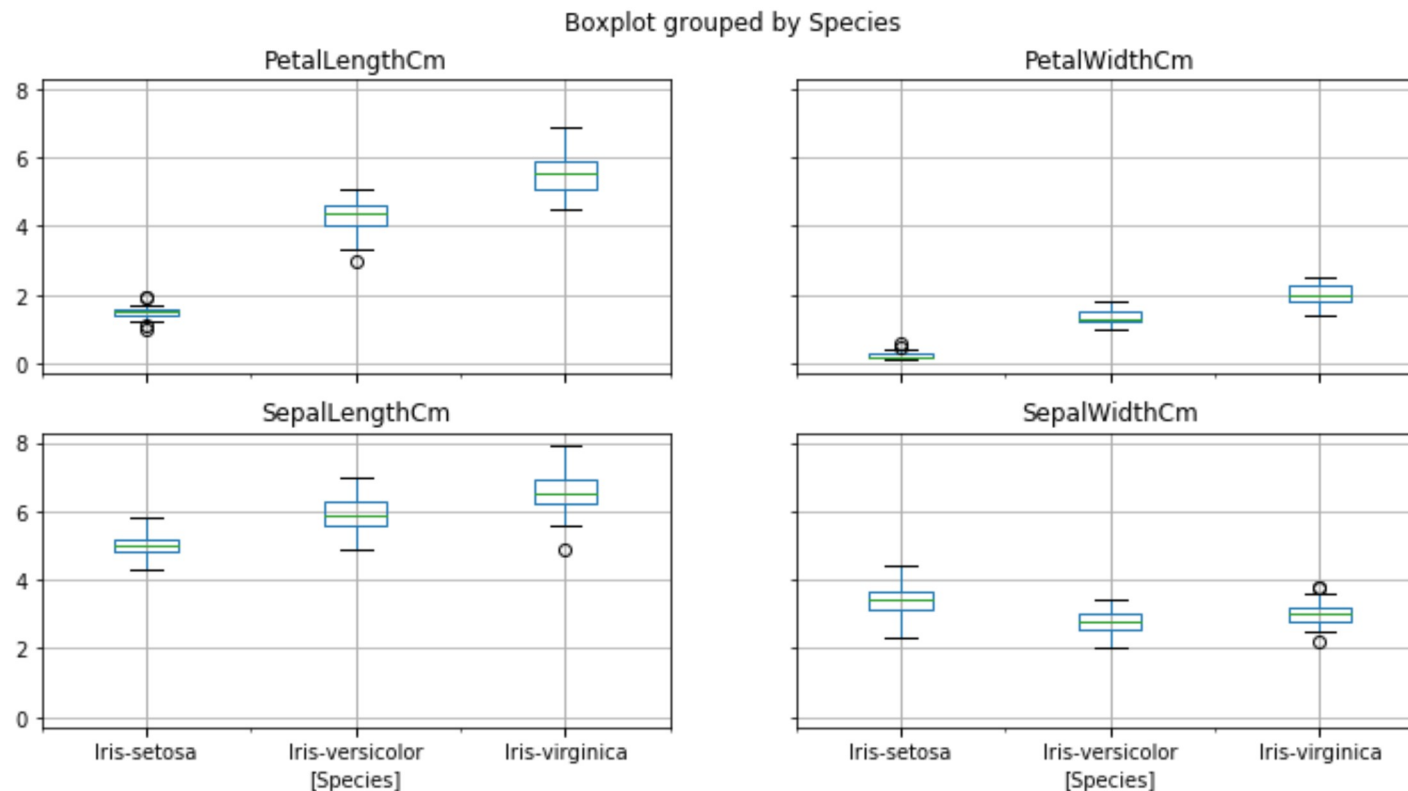 Boxplot grouped by Species
PetalLengthCm
PetalWidthCm
8
6
4
2
0
SepalLengthCm
SepalWidthCm
8
6
4
2
0
Iris-setosa Iris-versicolor Iris-virginica
[Species]
Iris-setosa Iris-versicolor Iris-virginica
[Species]